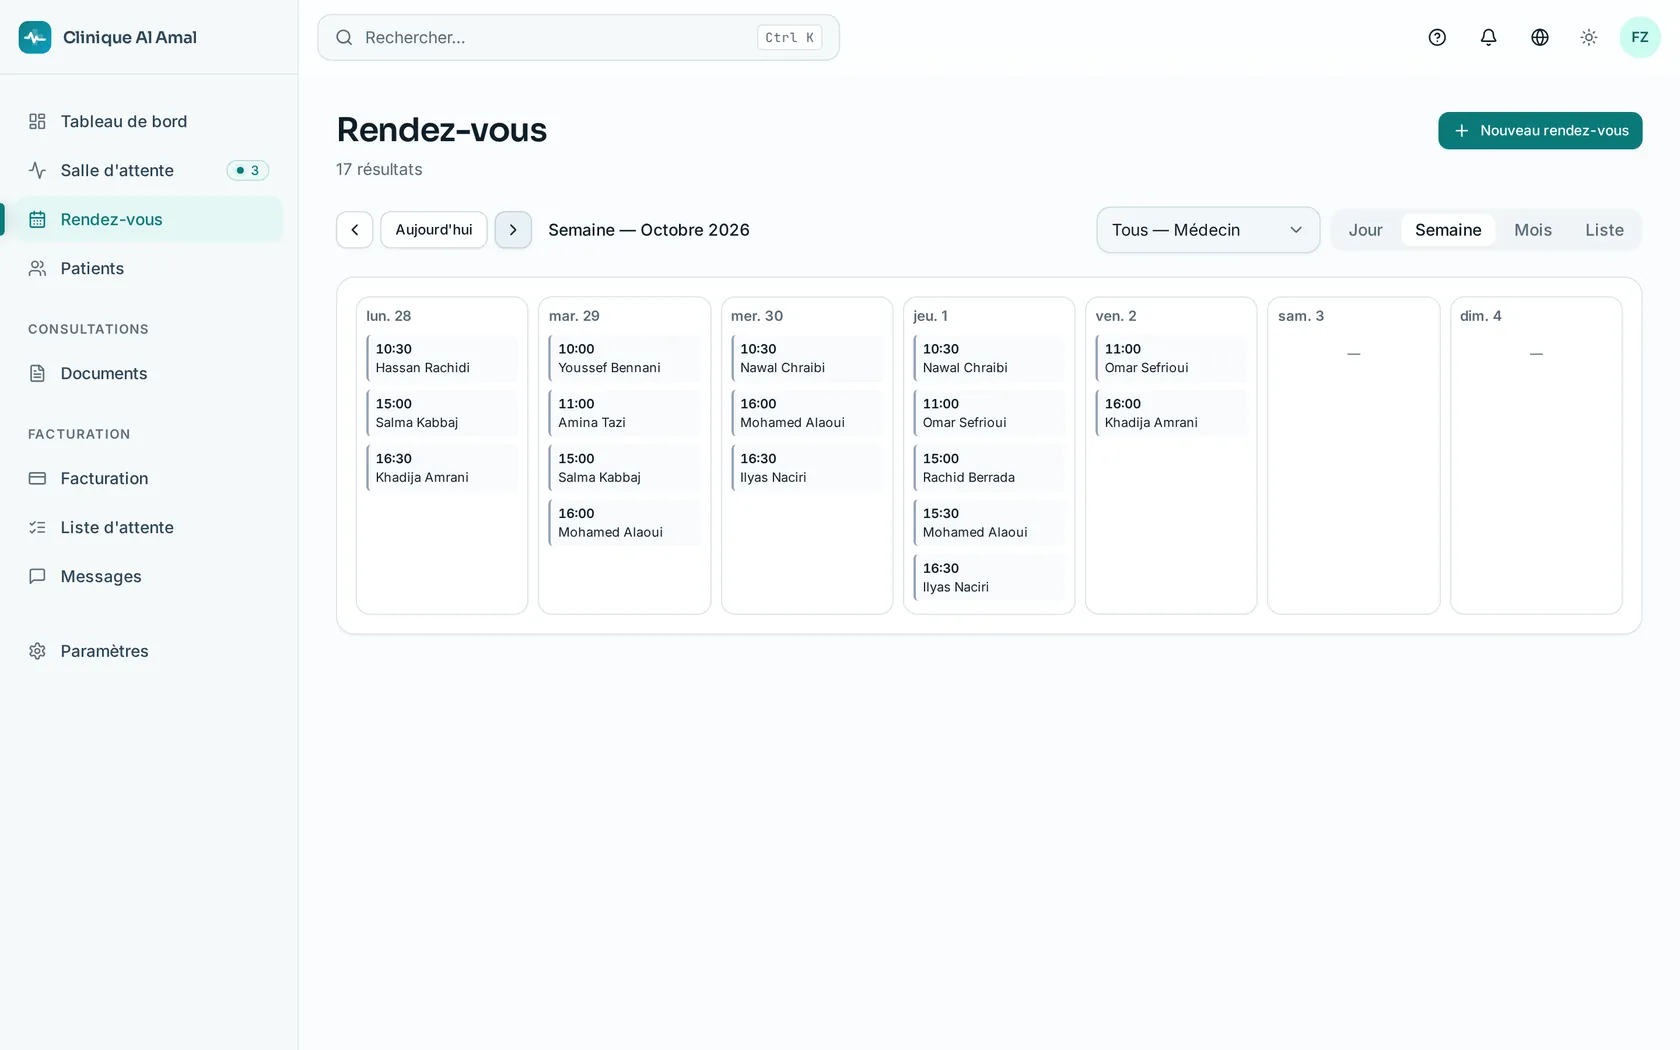 Clinique Al Amal
Rechercher...
Ctrl K
FZ
Tableau de bord
Salle d'attente
3
Rendez-vous
Patients
CONSULTATIONS
Documents
FACTURATION
Facturation
Liste d'attente
Messages
Paramètres
Rendez-vous
17 résultats
Nouveau rendez-vous
Aujourd'hui
Semaine — Octobre 2026
Tous — Médecin
Jour
Semaine
Mois
Liste
lun. 28
10:30
Hassan Rachidi
15:00
Salma Kabbaj
16:30
Khadija Amrani
mar. 29
10:00
Youssef Bennani
11:00
Amina Tazi
15:00
Salma Kabbaj
16:00
Mohamed Alaoui
mer. 30
10:30
Nawal Chraibi
16:00
Mohamed Alaoui
16:30
Ilyas Naciri
jeu. 1
10:30
Nawal Chraibi
11:00
Omar Sefrioui
15:00
Rachid Berrada
15:30
Mohamed Alaoui
16:30
Ilyas Naciri
ven. 2
11:00
Omar Sefrioui
16:00
Khadija Amrani
sam. 3
—
dim. 4
—